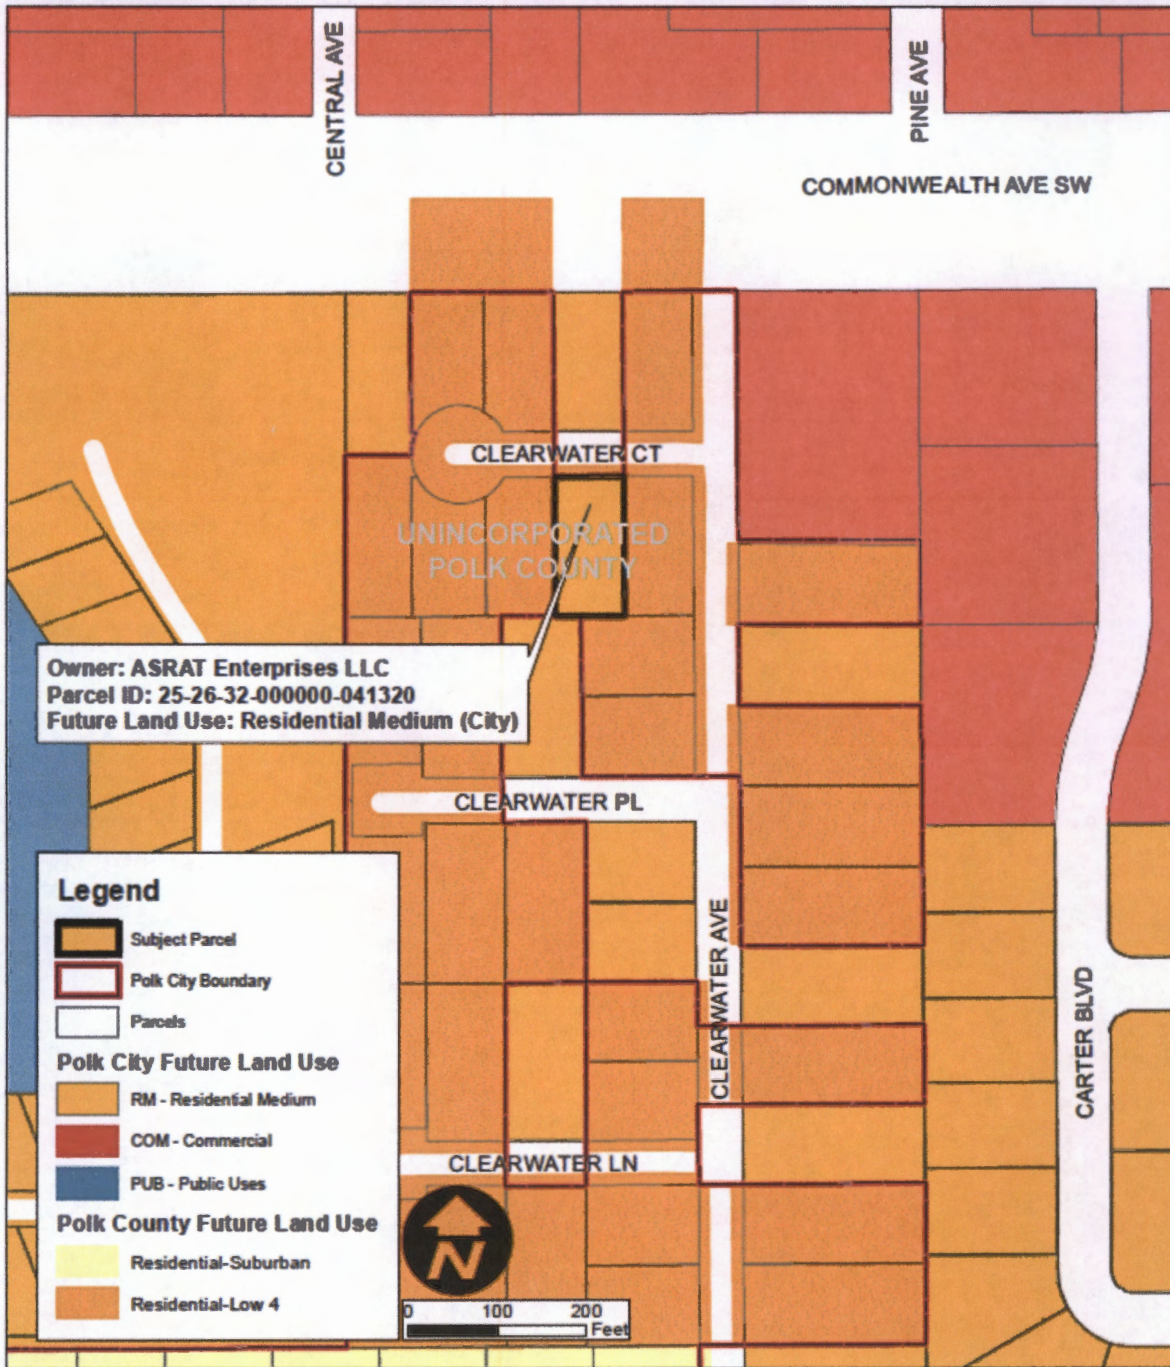 CENTRAL AVE
PINE AVE
COMMONWEALTH AVE SW
CLEARWATER CT
UNINCORPORATED
POLK COUNTY
Owner: ASRAT Enterprises LLC
Parcel ID: 25-26-32-000000-041320
Future Land Use: Residential Medium (City)
CLEARWATER PL
CLEARWATER AVE
CARTER BLVD
CLEARWATER LN
Legend
Subject Parcel
Polk City Boundary
Parcels
Polk City Future Land Use
RM - Residential Medium
COM - Commercial
PUB - Public Uses
Polk County Future Land Use
Residential-Suburban
Residential-Low 4
N
0 100 200
Feet